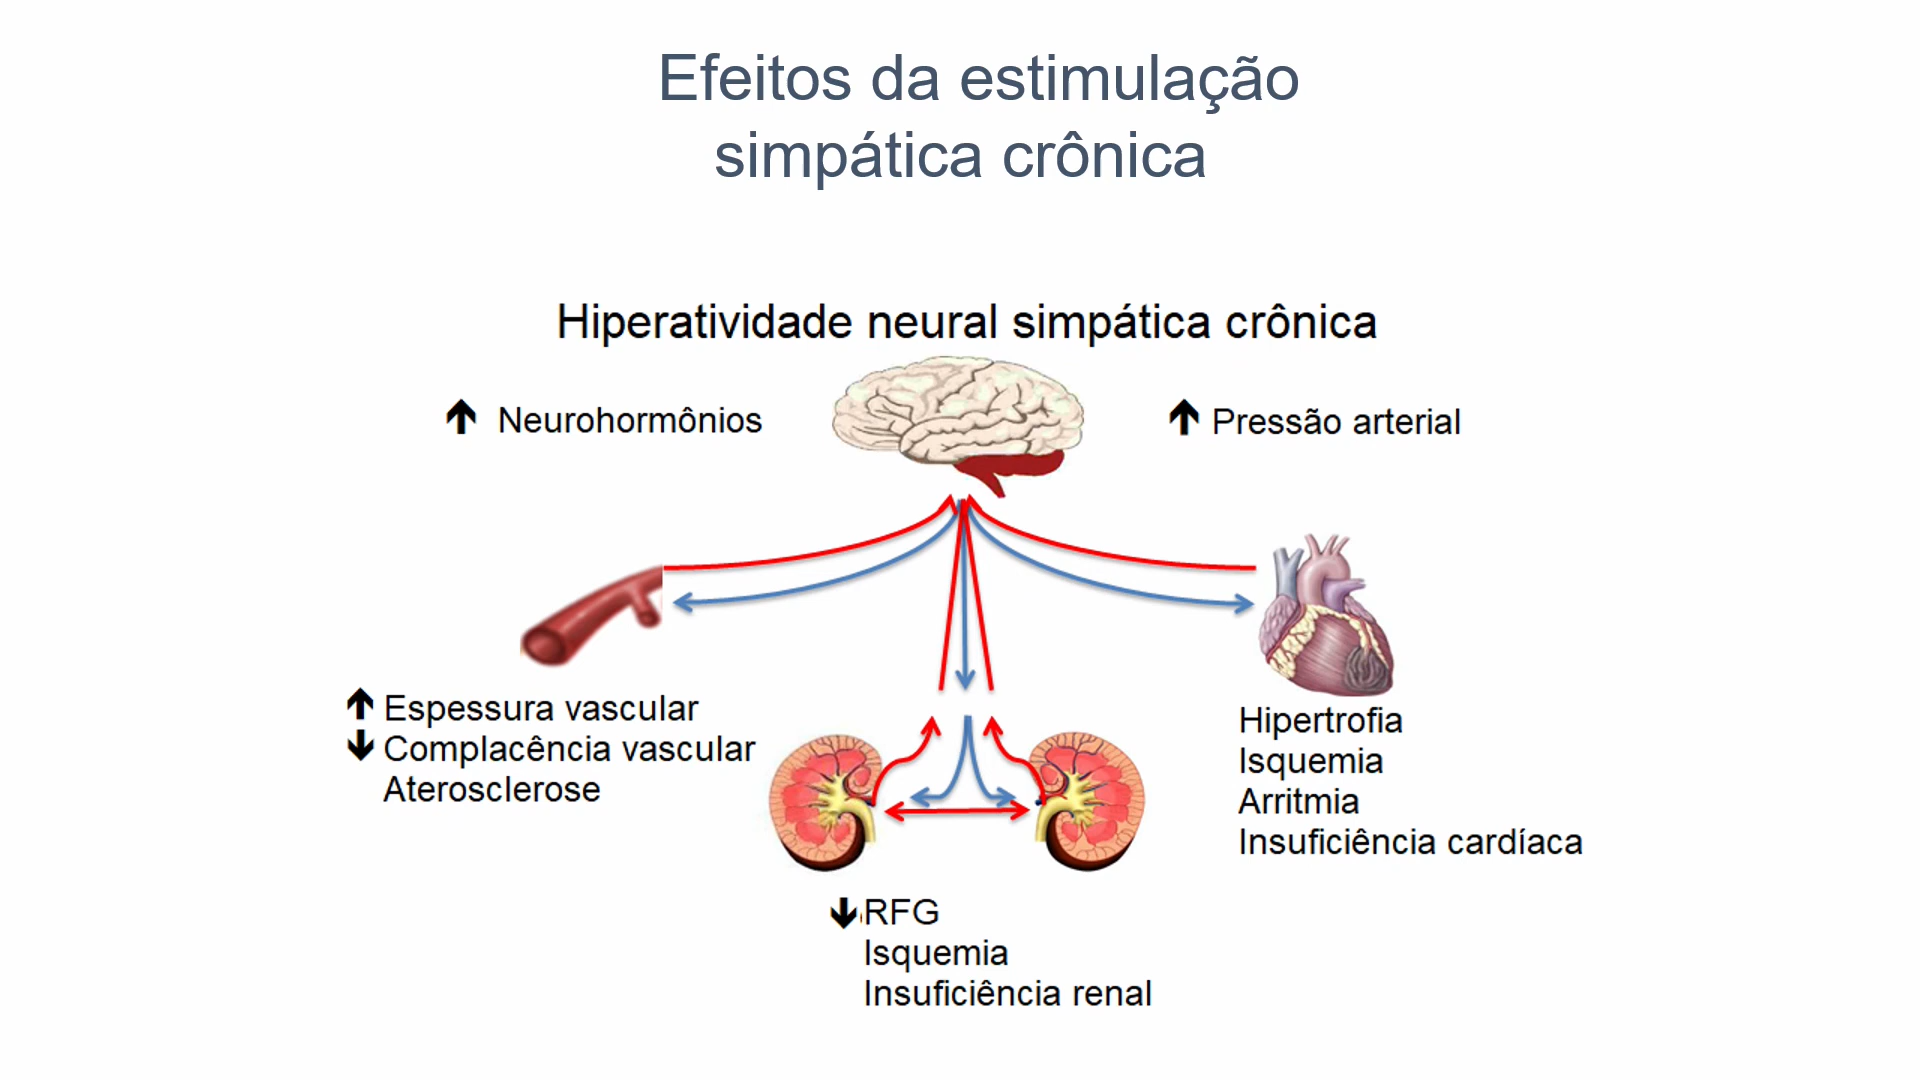 Efeitos da estimulação
simpática crônica
Hiperatividade neural simpática crônica
Neurohormônios
Pressão arterial
Espessura vascular
Complacência vascular
Aterosclerose
Hipertrofia
Isquemia
Arritmia
Insuficiência cardíaca
RFG
Isquemia
Insuficiência renal